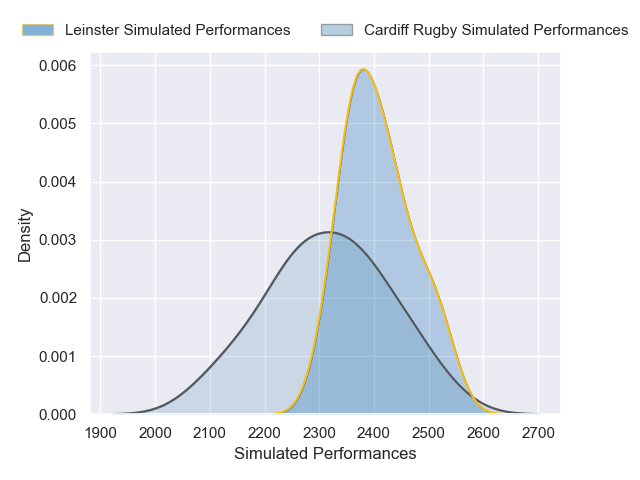 Leinster Simulated Performances
Cardiff Rugby Simulated Performances
0.006
0.005
0.004
0.003
0.002
0.001
0.000
Density
1900 2000 2100 2200 2300 2400 2500 2600 2700
Simulated Performances